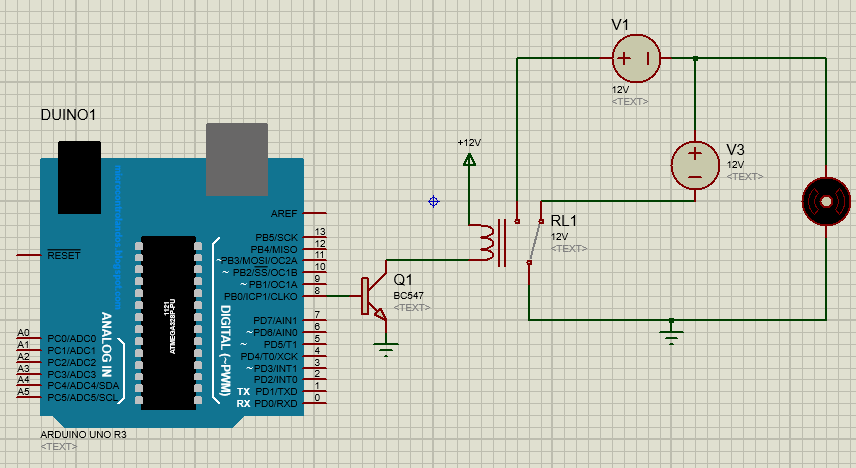 V1
12V
<TEXT>
V3
12V
<TEXT>
DUINO1
+12V
microcontrolandos.blogspot.com
AREF
RESET
PB5/SCK 13
PB4/MISO 12
~PB3/MOSI/OC2A 11
~ PB2/SS/OC1B 10
~ PB1/OC1A 9
PB0/ICP1/CLKO 8
RL1
12V
<TEXT>
Q1
BC547
<TEXT>
1121
ATMEGA328P-PU
ANALOG IN
DIGITAL (~PWM)
PD7/AIN1 7
~ PD6/AIN0 6
~ PD5/T1 5
PD4/T0/XCK 4
~ PD3/INT1 3
PD2/INT0 2
TX PD1/TXD 1
RX PD0/RXD 0
A0 PC0/ADC0
A1 PC1/ADC1
A2 PC2/ADC2
A3 PC3/ADC3
A4 PC4/ADC4/SDA
A5 PC5/ADC5/SCL
ARDUINO UNO R3
<TEXT>